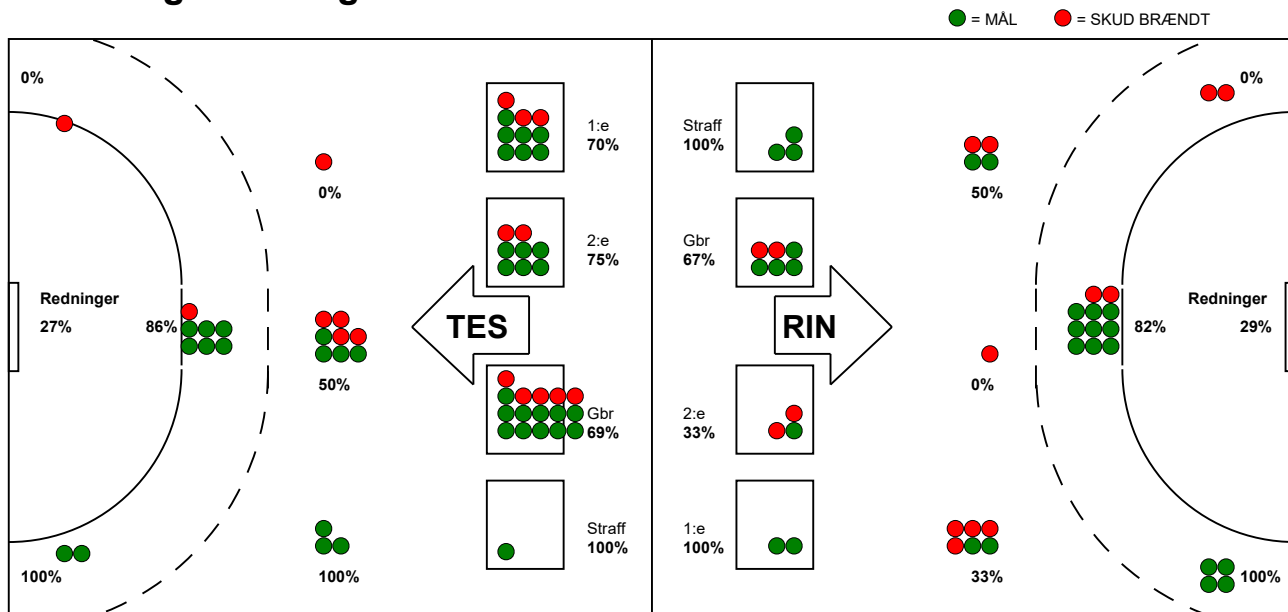 = MÅL
= SKUD BRÆNDT
0%
0%
1:e
70%
Straff
100%
0%
50%
2:e
75%
Gbr
67%
Redninger
27%
86%
TES
RIN
82%
Redninger
29%
50%
0%
Gbr
69%
2:e
33%
Straff
100%
1:e
100%
100%
100%
33%
100%